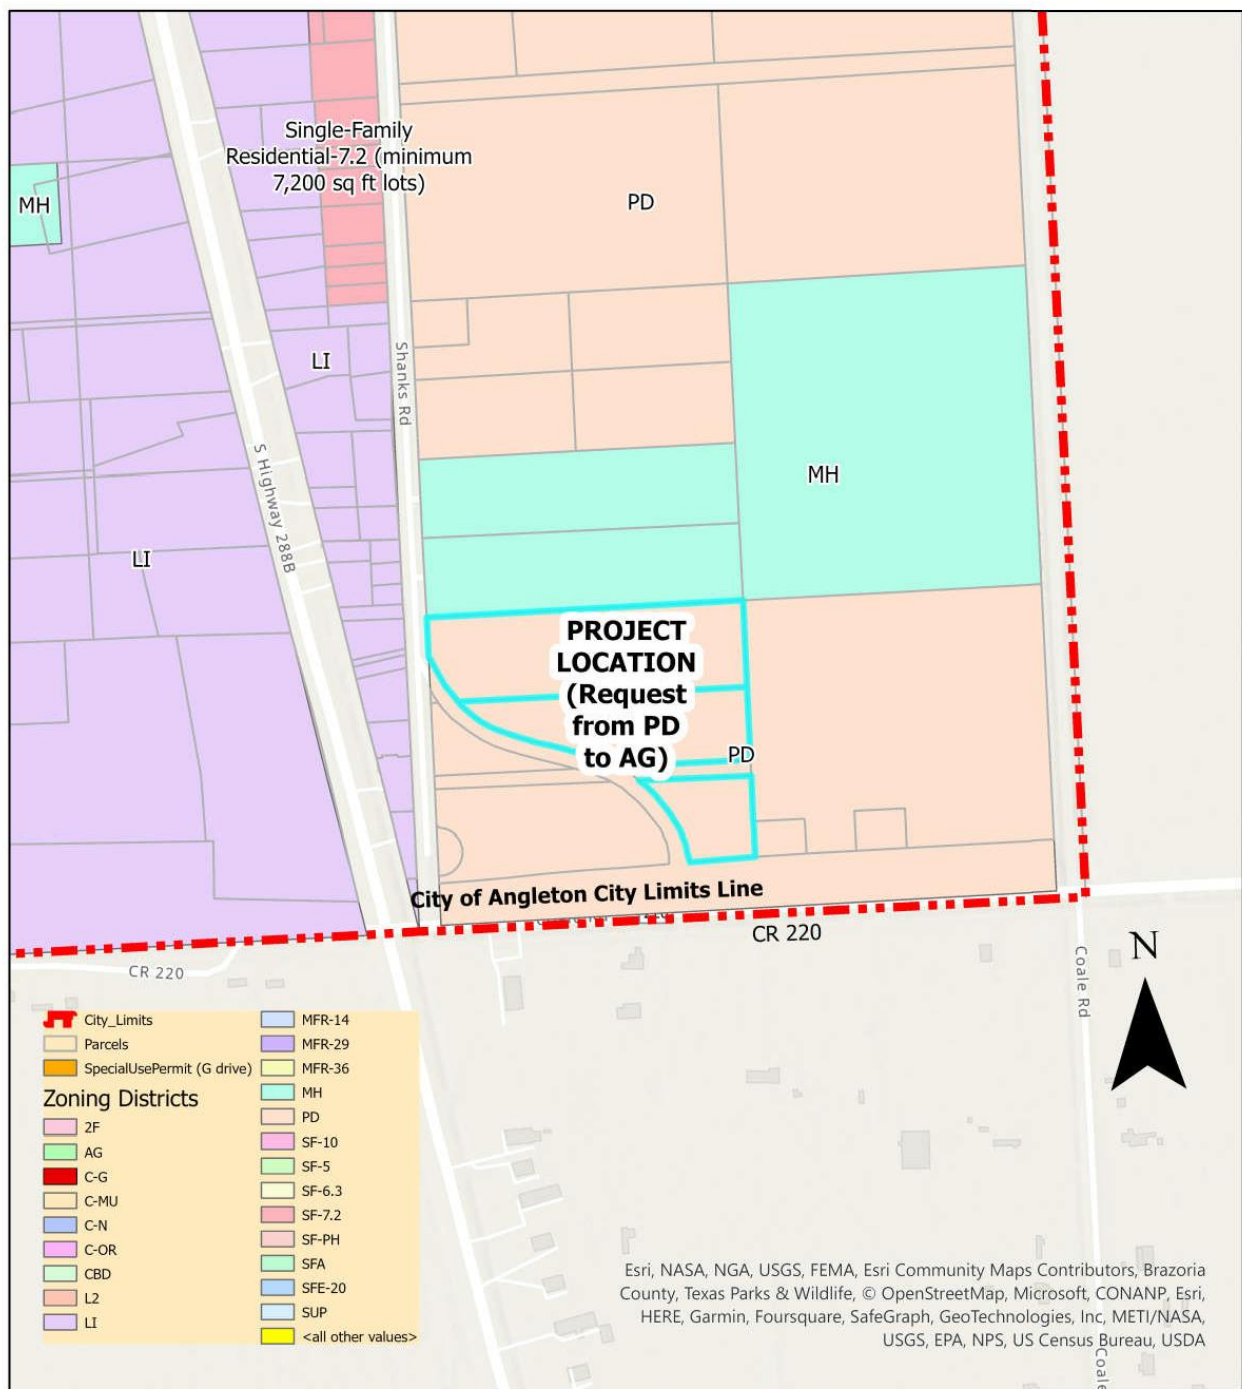 Single-Family
Residential-7.2 (minimum
7,200 sq ft lots)
MH
PD
LI
Shanks Rd
S Highway 288B
MH
LI
PROJECT
LOCATION
(Request
from PD
to AG)
PD
City of Angleton City Limits Line
CR 220
CR 220
Coale Rd
N
City_Limits
Parcels
SpecialUsePermit (G drive)
Zoning Districts
2F
AG
C-G
C-MU
C-N
C-OR
CBD
L2
LI
MFR-14
MFR-29
MFR-36
MH
PD
SF-10
SF-5
SF-6.3
SF-7.2
SF-PH
SFA
SFE-20
SUP
<all other values>
Esri, NASA, NGA, USGS, FEMA, Esri Community Maps Contributors, Brazoria
County, Texas Parks & Wildlife, © OpenStreetMap, Microsoft, CONANP, Esri,
HERE, Garmin, Foursquare, SafeGraph, GeoTechnologies, Inc, METI/NASA,
USGS, EPA, NPS, US Census Bureau, USDA
Coale